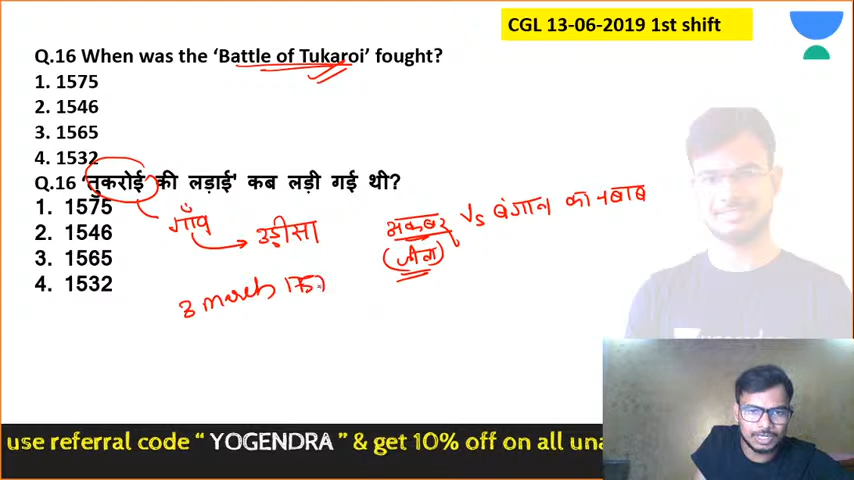 CGL 13-06-2019 1st shift
Q.16 When was the ‘Battle of Tukaroi’ fought?
1. 1575
2. 1546
3. 1565
4. 1532
Q.16 'तुकरोई की लड़ाई' कब लड़ी गई थी?
1. 1575
2. 1546
3. 1565
4. 1532
गाँव
उड़ीसा
अकबर Vs बंगाल का नबाब
(जीता)
3 march
use referral code “ YOGENDRA ” & get 10% off on all una